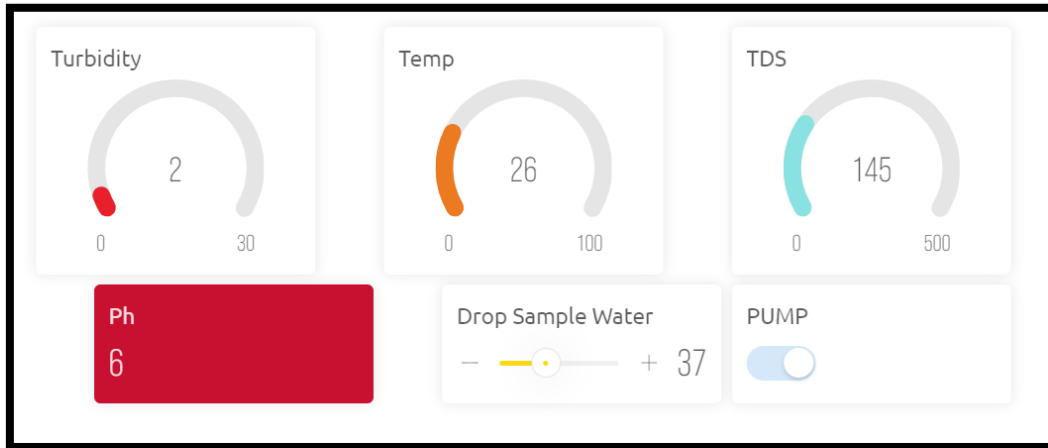 Turbidity
2
0 30
Temp
26
0 100
TDS
145
0 500
Ph
6
Drop Sample Water
− + 37
PUMP